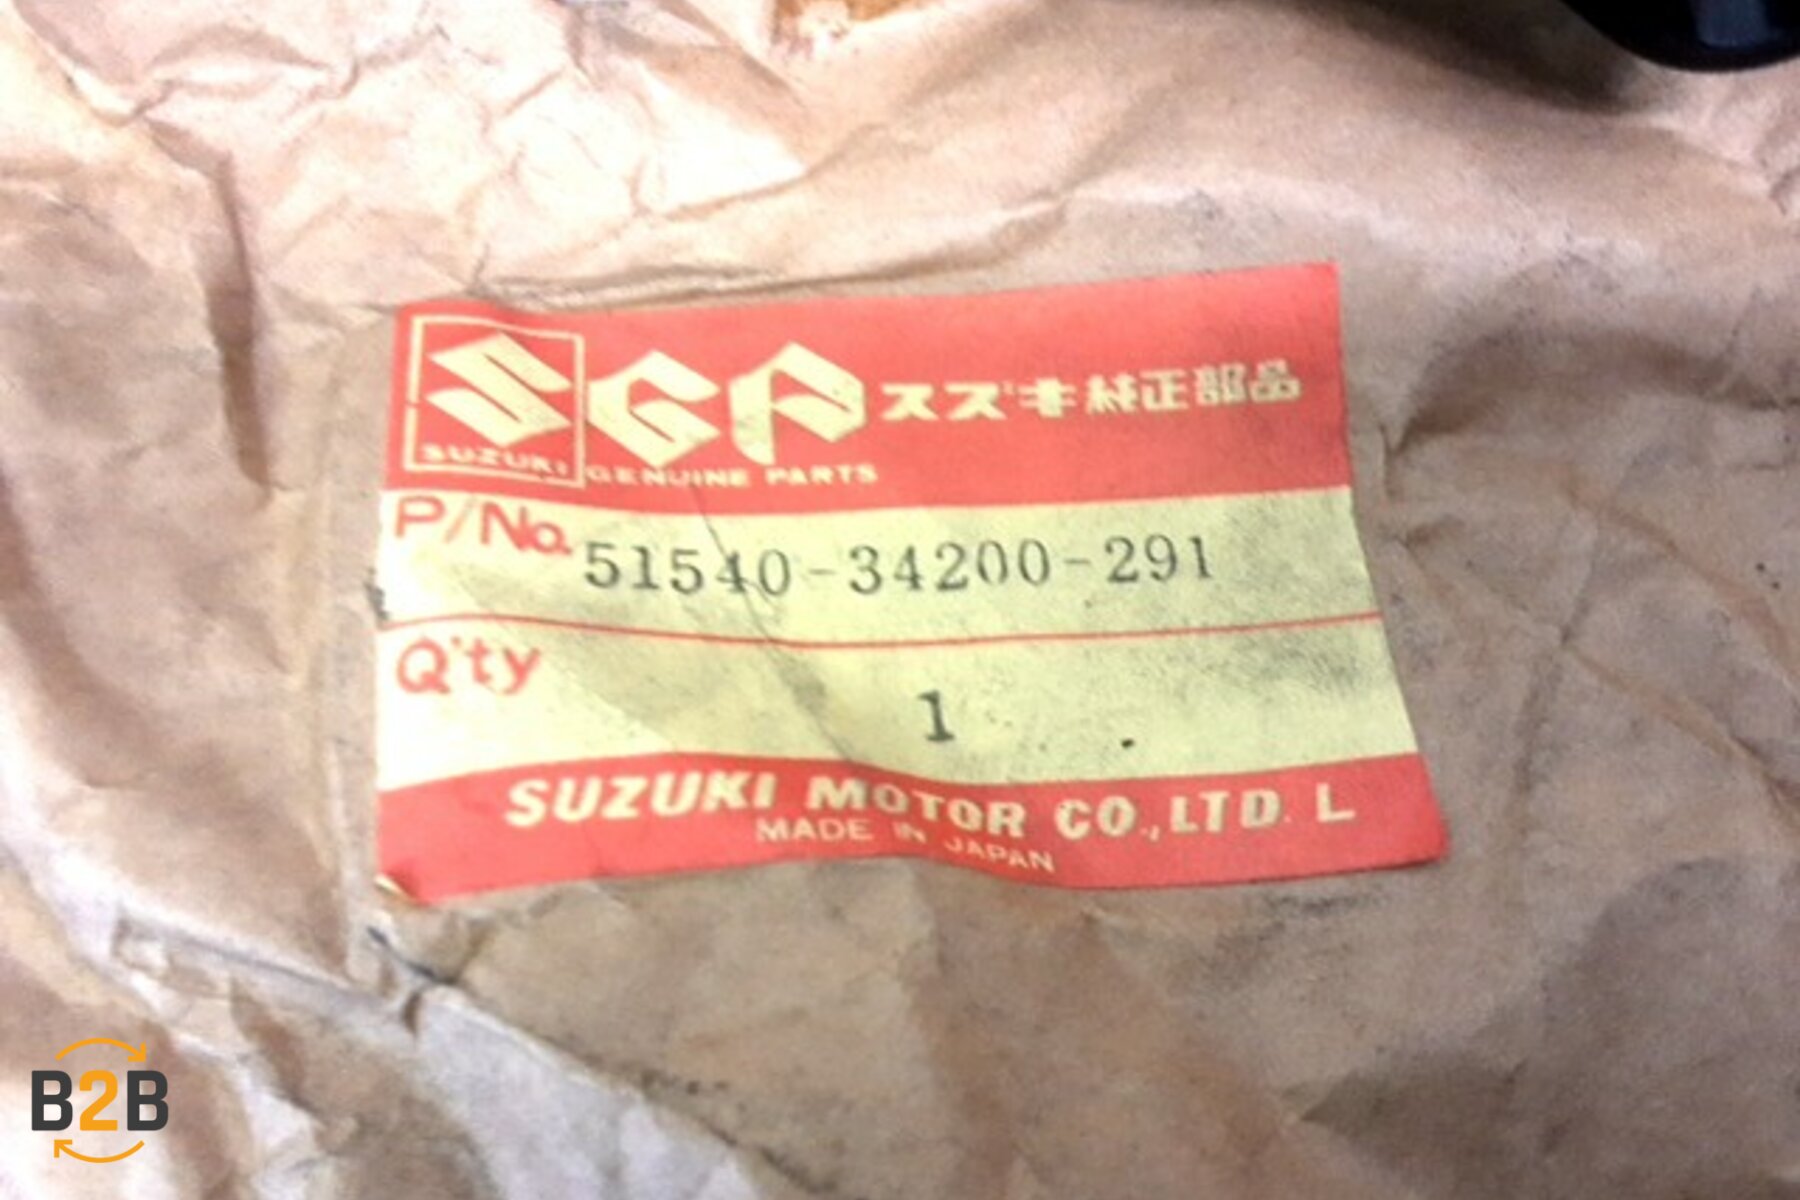 SGP スズキ純正部品
SUZUKI GENUINE PARTS
P/No. 51540-34200-291
Q'ty 1
SUZUKI MOTOR CO.,LTD. L
MADE IN JAPAN
B2B